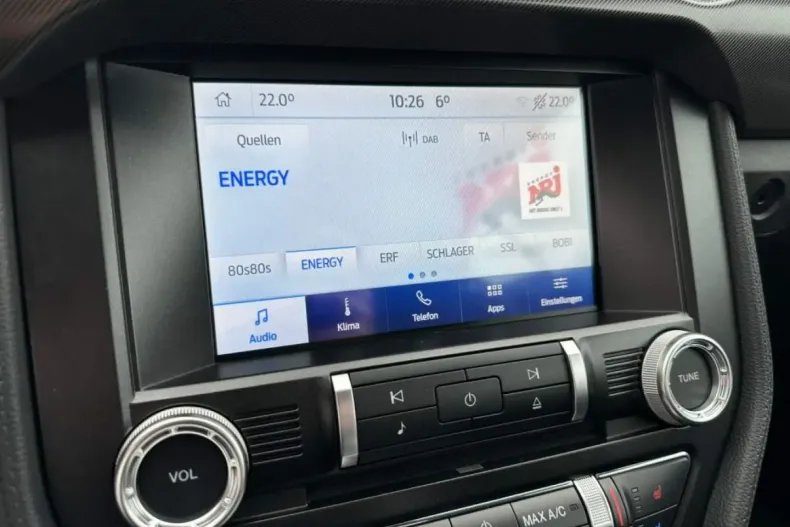 22.0° 10:26 6° 22.0°
Quellen DAB TA Sender
ENERGY
NRJ
80s80s ENERGY ERF SCHLAGER SSL BOB!
Audio Klima Telefon Apps Einstellungen
VOL
TUNE
MAX A/C